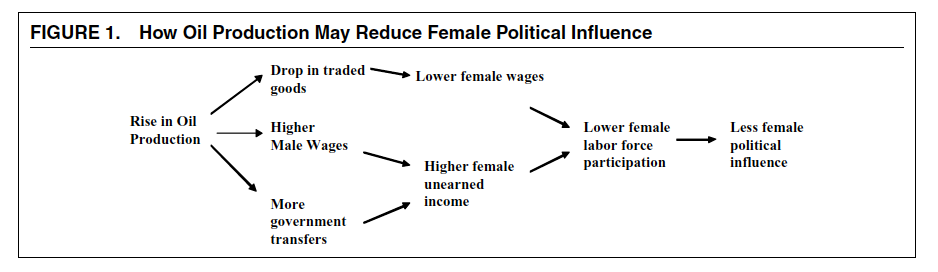 FIGURE 1. How Oil Production May Reduce Female Political Influence
Rise in Oil
Production
Drop in traded
goods
Higher
Male Wages
More
government
transfers
Lower female wages
Higher female
unearned
income
Lower female
labor force
participation
Less female
political
influence